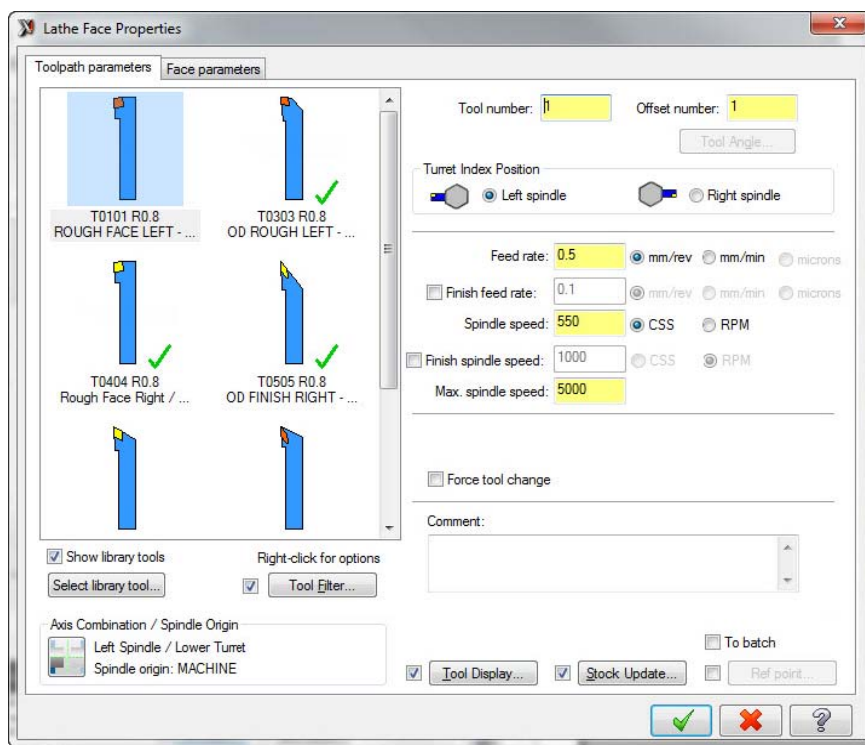 Lathe Face Properties
Toolpath parameters
Face parameters
T0101 R0.8
ROUGH FACE LEFT - ...
T0303 R0.8
OD ROUGH LEFT - ...
T0404 R0.8
Rough Face Right / ...
T0505 R0.8
OD FINISH RIGHT - ...
Show library tools
Right-click for options
Select library tool...
Tool Filter...
Axis Combination / Spindle Origin
Left Spindle / Lower Turret
Spindle origin: MACHINE
Tool number: 1
Offset number: 1
Tool Angle...
Turret Index Position
Left spindle
Right spindle
Feed rate: 0.5 mm/rev mm/min microns
Finish feed rate: 0.1 mm/rev mm/min microns
Spindle speed: 550 CSS RPM
Finish spindle speed: 1000 CSS RPM
Max. spindle speed: 5000
Force tool change
Comment:
To batch
Tool Display...
Stock Update...
Ref point...